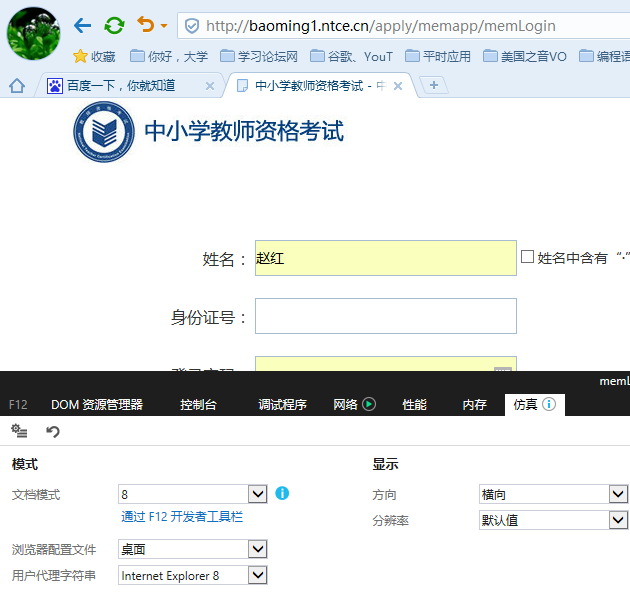 http://baoming1.ntce.cn/apply/memapp/memLogin
收藏 你好，大学 学习论坛网 谷歌、YouT 平时应用 美国之音VO 编程语
百度一下，你就知道 中小学教师资格考试 - 中
中小学教师资格考试
姓名： 赵红 姓名中含有 “·”
身份证号：
memL
F12 DOM 资源管理器 控制台 调试程序 网络 性能 内存 仿真
模式 显示
文档模式 8 方向 横向
通过 F12 开发者工具栏 分辨率 默认值
浏览器配置文件 桌面
用户代理字符串 Internet Explorer 8